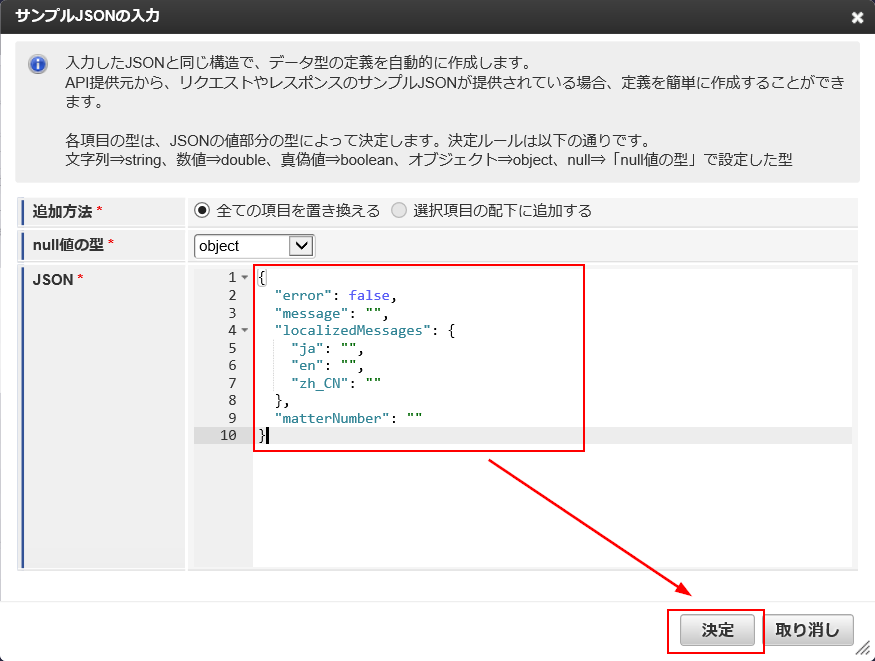 サンプルJSONの入力
入力したJSONと同じ構造で、データ型の定義を自動的に作成します。
API提供元から、リクエストやレスポンスのサンプルJSONが提供されている場合、定義を簡単に作成することができ
ます。
各項目の型は、JSONの値部分の型によって決定します。決定ルールは以下の通りです。
文字列⇒string、数値⇒double、真偽値⇒boolean、オブジェクト⇒object、null⇒「null値の型」で設定した型
追加方法 * 全ての項目を置き換える 選択項目の配下に追加する
null値の型 * object
JSON *
1 {
2 "error": false,
3 "message": "",
4 "localizedMessages": {
5 "ja": "",
6 "en": "",
7 "zh_CN": ""
8 },
9 "matterNumber": ""
10 }
決定 取り消し